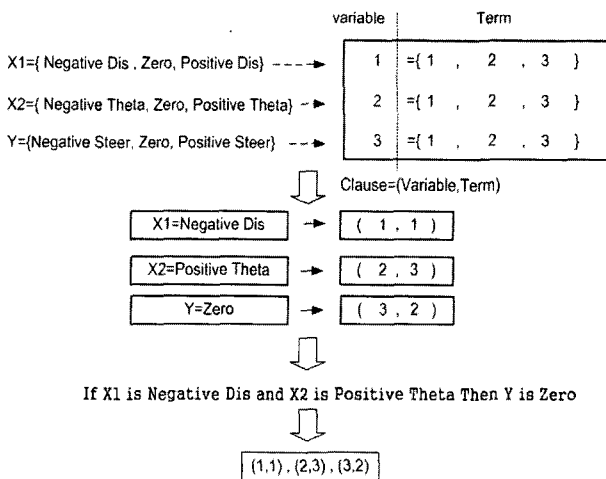 variable Term
X1={ Negative Dis , Zero, Positive Dis} 1 ={ 1 , 2 , 3 }
X2={ Negative Theta, Zero, Positive Theta} 2 ={ 1 , 2 , 3 }
Y={Negative Steer, Zero, Positive Steer} 3 ={ 1 , 2 , 3 }
Clause=(Variable,Term)
X1=Negative Dis ( 1 , 1 )
X2=Positive Theta ( 2 , 3 )
Y=Zero ( 3 , 2 )
If X1 is Negative Dis and X2 is Positive Theta Then Y is Zero
(1,1) , (2,3) , (3,2)